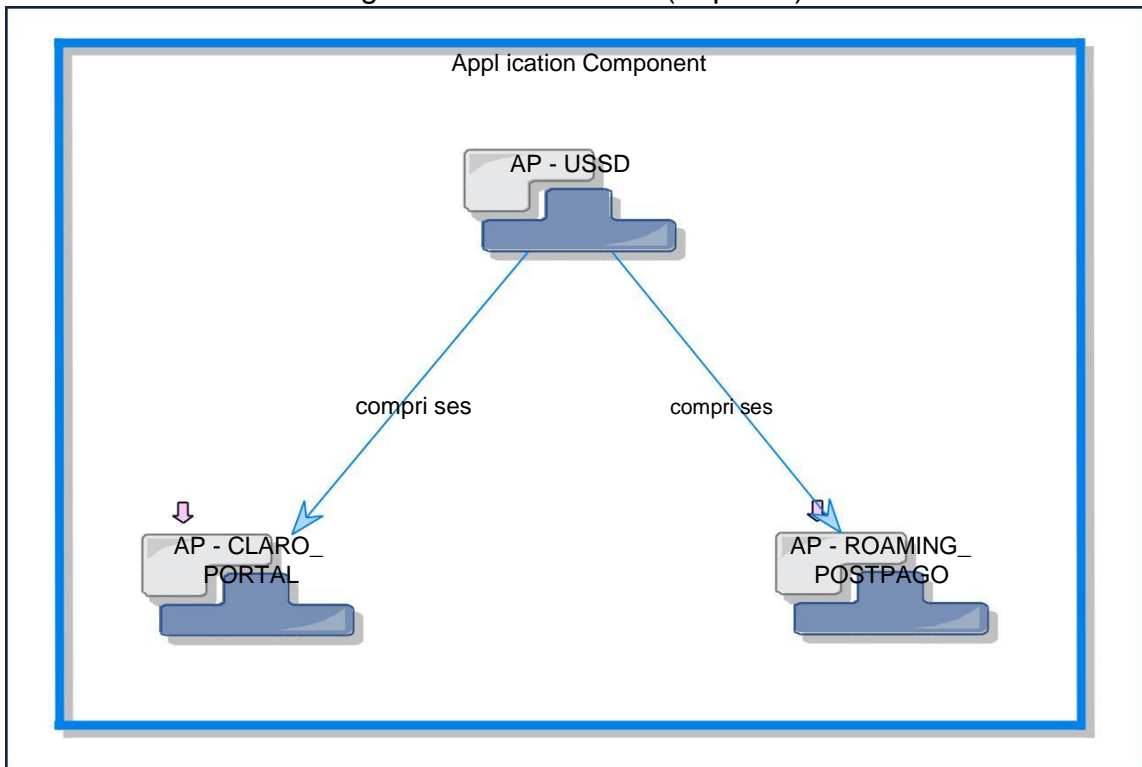 Appl ication Component
AP - USSD
compri ses
compri ses
AP - CLARO_
PORTAL
AP - ROAMING_
POSTPAGO